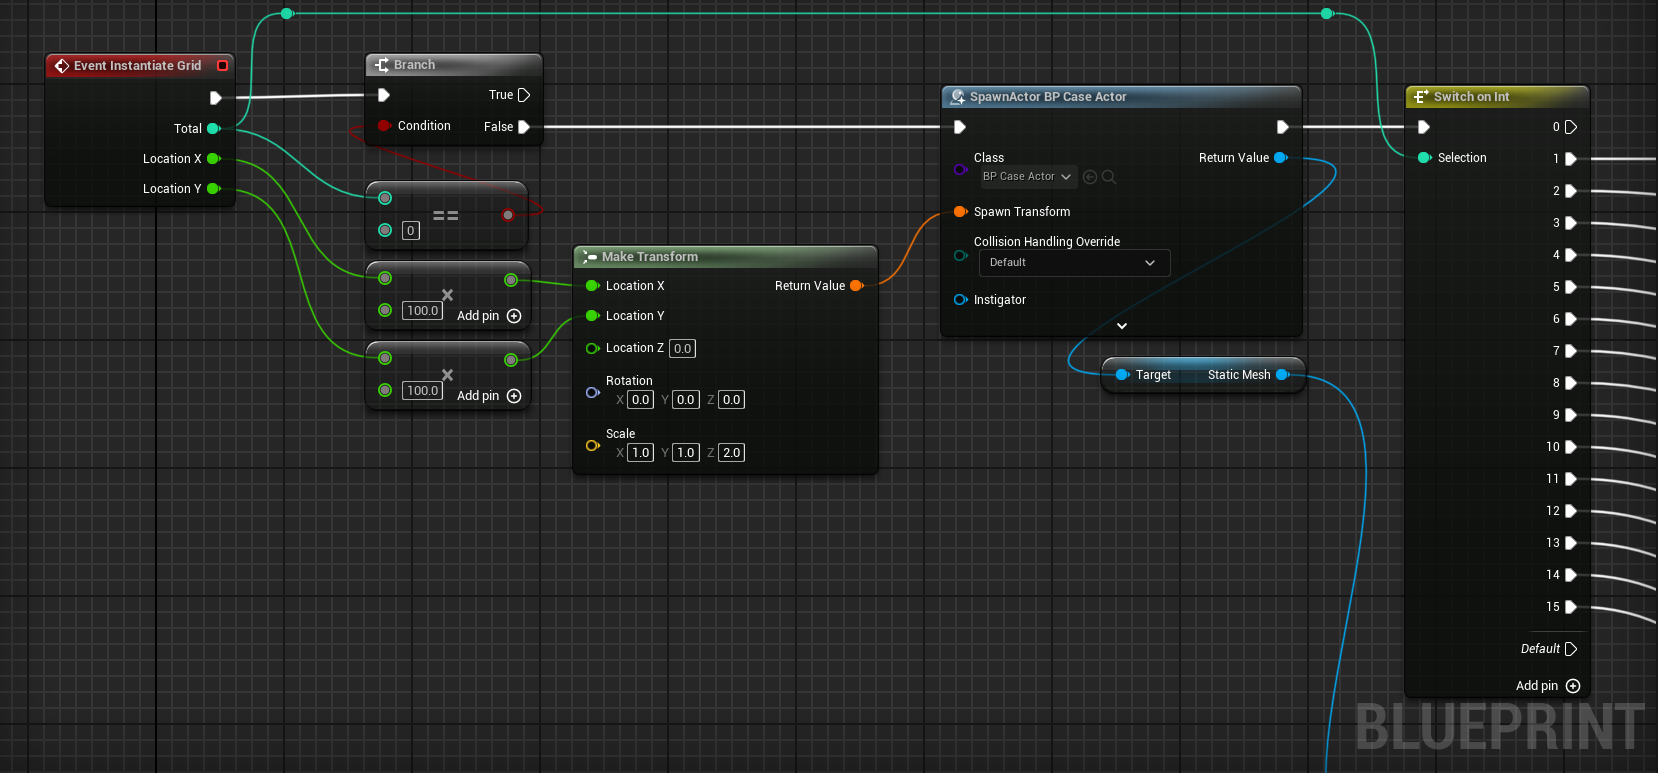 Event Instantiate Grid
Total
Location X
Location Y
Branch
True
Condition
False
==
0
×
100.0
Add pin
×
100.0
Add pin
Make Transform
Location X
Return Value
Location Y
Location Z 0.0
Rotation
X 0.0 Y 0.0 Z 0.0
Scale
X 1.0 Y 1.0 Z 2.0
SpawnActor BP Case Actor
Class
Return Value
BP Case Actor
Spawn Transform
Collision Handling Override
Default
Instigator
Target Static Mesh
Switch on Int
0
Selection
1
2
3
4
5
6
7
8
9
10
11
12
13
14
15
Default
Add pin
BLUEPRINT